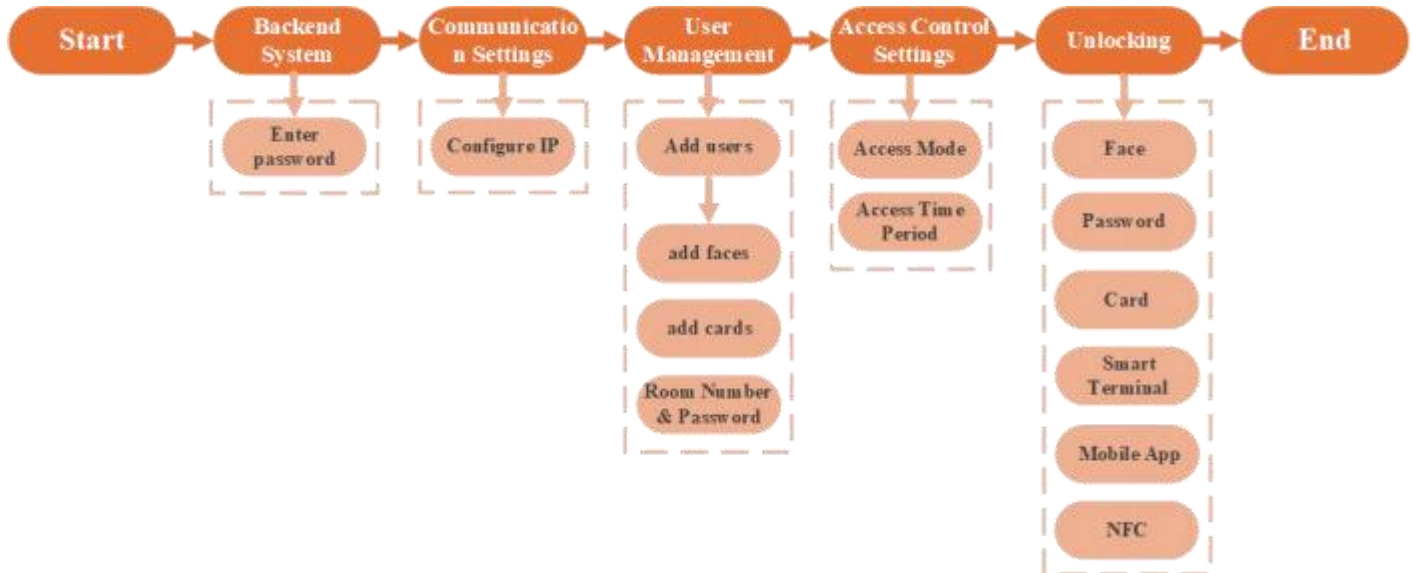 Start
Backend
System
Communicatio
n Settings
User
Management
Access Control
Settings
Unlocking
End
Enter
password
Configure IP
Add users
add faces
add cards
Room Number
& Password
Access Mode
Access Time
Period
Face
Password
Card
Smart
Terminal
Mobile App
NFC